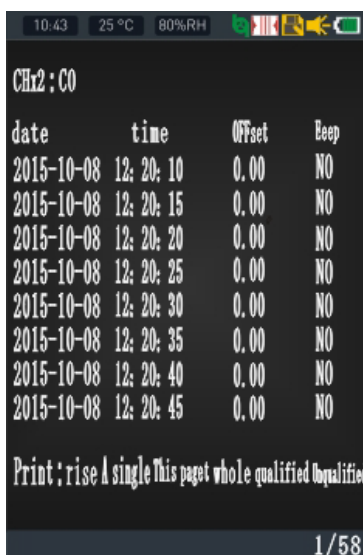 10:43 25 °C 80%RH
CHx2:CO
date time OFFset Beep
2015-10-08 12:20:10 0.00 NO
2015-10-08 12:20:15 0.00 NO
2015-10-08 12:20:20 0.00 NO
2015-10-08 12:20:25 0.00 NO
2015-10-08 12:20:30 0.00 NO
2015-10-08 12:20:35 0.00 NO
2015-10-08 12:20:40 0.00 NO
2015-10-08 12:20:45 0.00 NO
Print:rise A single This paget whole qualified Unqualified
1/58